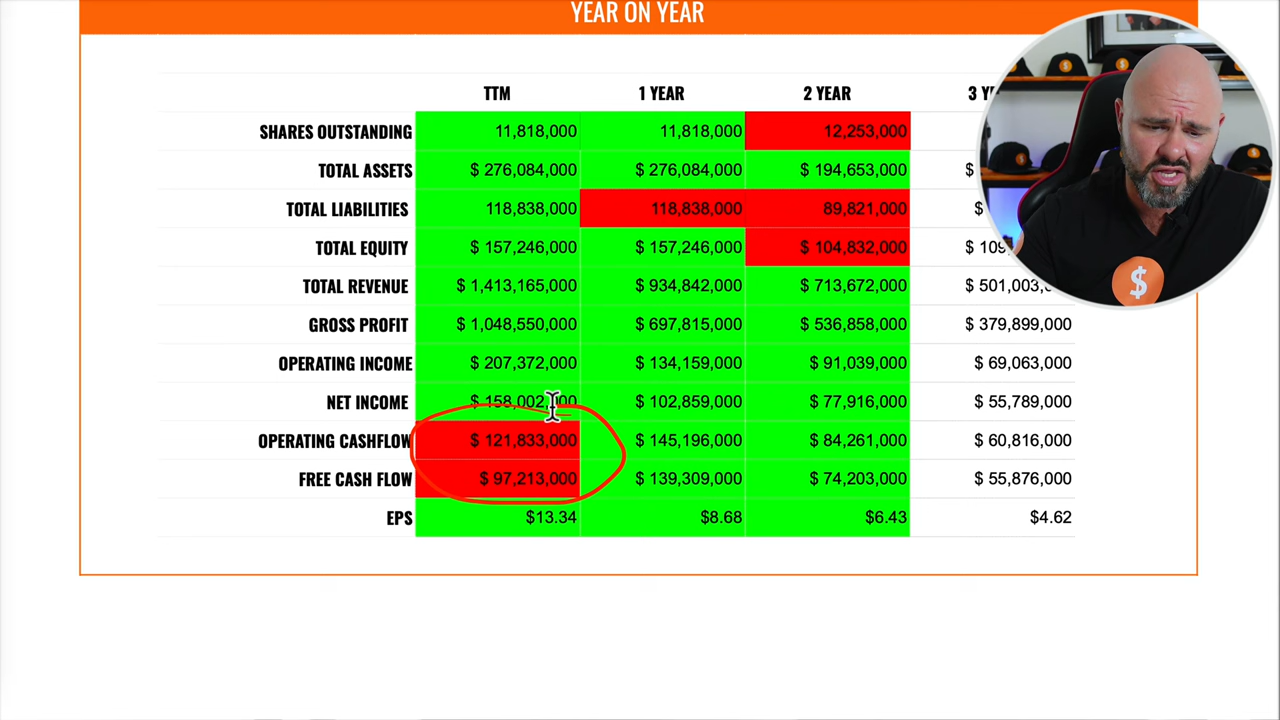 YEAR ON YEAR
TTM 1 YEAR 2 YEAR 3
SHARES OUTSTANDING 11,818,000 11,818,000 12,253,000
TOTAL ASSETS $ 276,084,000 $ 276,084,000 $ 194,653,000 $
TOTAL LIABILITIES 118,838,000 118,838,000 89,821,000 $
TOTAL EQUITY $ 157,246,000 $ 157,246,000 $ 104,832,000 $
TOTAL REVENUE $ 1,413,165,000 $ 934,842,000 $ 713,672,000 $ 501,003,
GROSS PROFIT $ 1,048,550,000 $ 697,815,000 $ 536,858,000 $ 379,899,000
OPERATING INCOME $ 207,372,000 $ 134,159,000 $ 91,039,000 $ 69,063,000
NET INCOME $ 158,002, 00 $ 102,859,000 $ 77,916,000 $ 55,789,000
OPERATING CASHFLOW $ 121,833,000 $ 145,196,000 $ 84,261,000 $ 60,816,000
FREE CASH FLOW $ 97,213,000 $ 139,309,000 $ 74,203,000 $ 55,876,000
EPS $13.34 $8.68 $6.43 $4.62
$